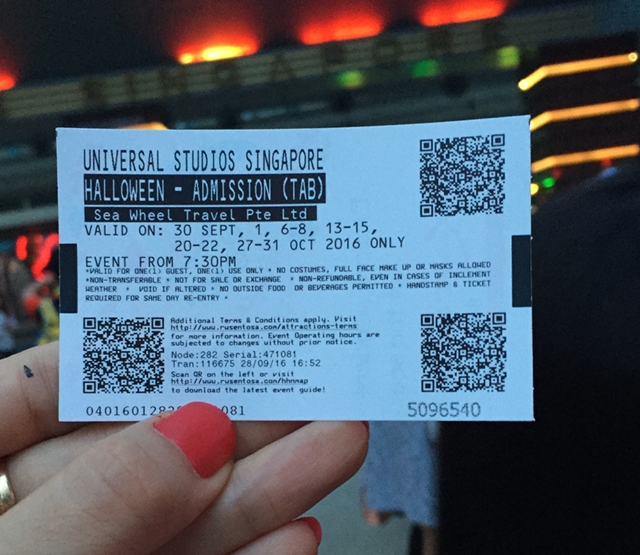 SINGAPORE
UNIVERSAL STUDIOS SINGAPORE
HALLOWEEN - ADMISSION (TAB)
Sea Wheel Travel Pte Ltd
VALID ON: 30 SEPT, 1, 6-8, 13-15,
20-22, 27-31 OCT 2016 ONLY
EVENT FROM 7:30PM
*VALID FOR ONE(1) GUEST, ONE(1) USE ONLY * NO COSTUMES, FULL FACE MAKE UP OR MASKS ALLOWED
*NON-TRANSFERABLE * NOT FOR SALE OR EXCHANGE * NON-REFUNDABLE, EVEN IN CASES OF INCLEMENT
WEATHER * VOID IF ALTERED * NO OUTSIDE FOOD OR BEVERAGES PERMITTED * HANDSTAMP & TICKET
REQUIRED FOR SAME DAY RE-ENTRY *
Additional Terms & Conditions apply. Visit
http://www.rwsentosa.com/attractions-terms
for more information. Event Operating hours are
subjected to changes without prior notice.
Node:282 Serial:471081
Tran:116675 28/09/16 16:52
Scan QR on the left or visit
http://www.rwsentosa.com/hhnmap
to download the latest event guide!
5096540